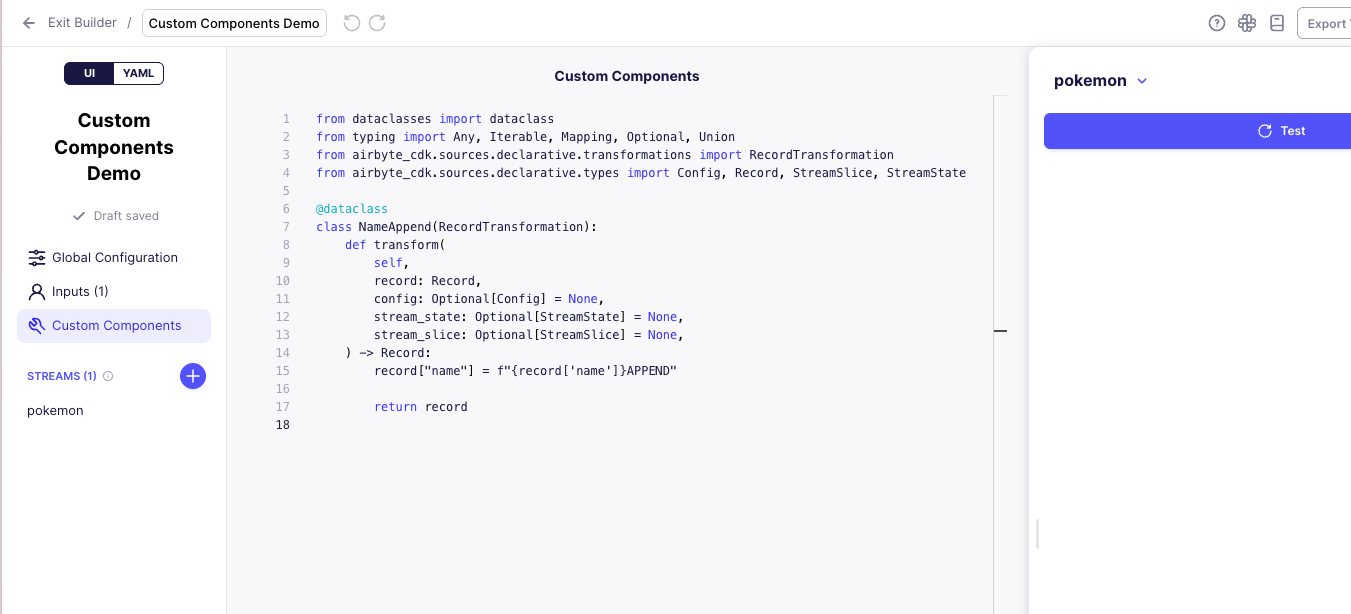 Exit Builder / Custom Components Demo
Export
UI YAML
Custom
Components
Demo
Draft saved
Global Configuration
Inputs (1)
Custom Components
STREAMS (1)
pokemon
Custom Components
1 from dataclasses import dataclass
2 from typing import Any, Iterable, Mapping, Optional, Union
3 from airbyte_cdk.sources.declarative.transformations import RecordTransformation
4 from airbyte_cdk.sources.declarative.types import Config, Record, StreamSlice, StreamState
5
6 @dataclass
7 class NameAppend(RecordTransformation):
8     def transform(
9         self,
10         record: Record,
11         config: Optional[Config] = None,
12         stream_state: Optional[StreamState] = None,
13         stream_slice: Optional[StreamSlice] = None,
14     ) -> Record:
15         record["name"] = f"{record['name']}APPEND"
16
17         return record
18
pokemon
Test